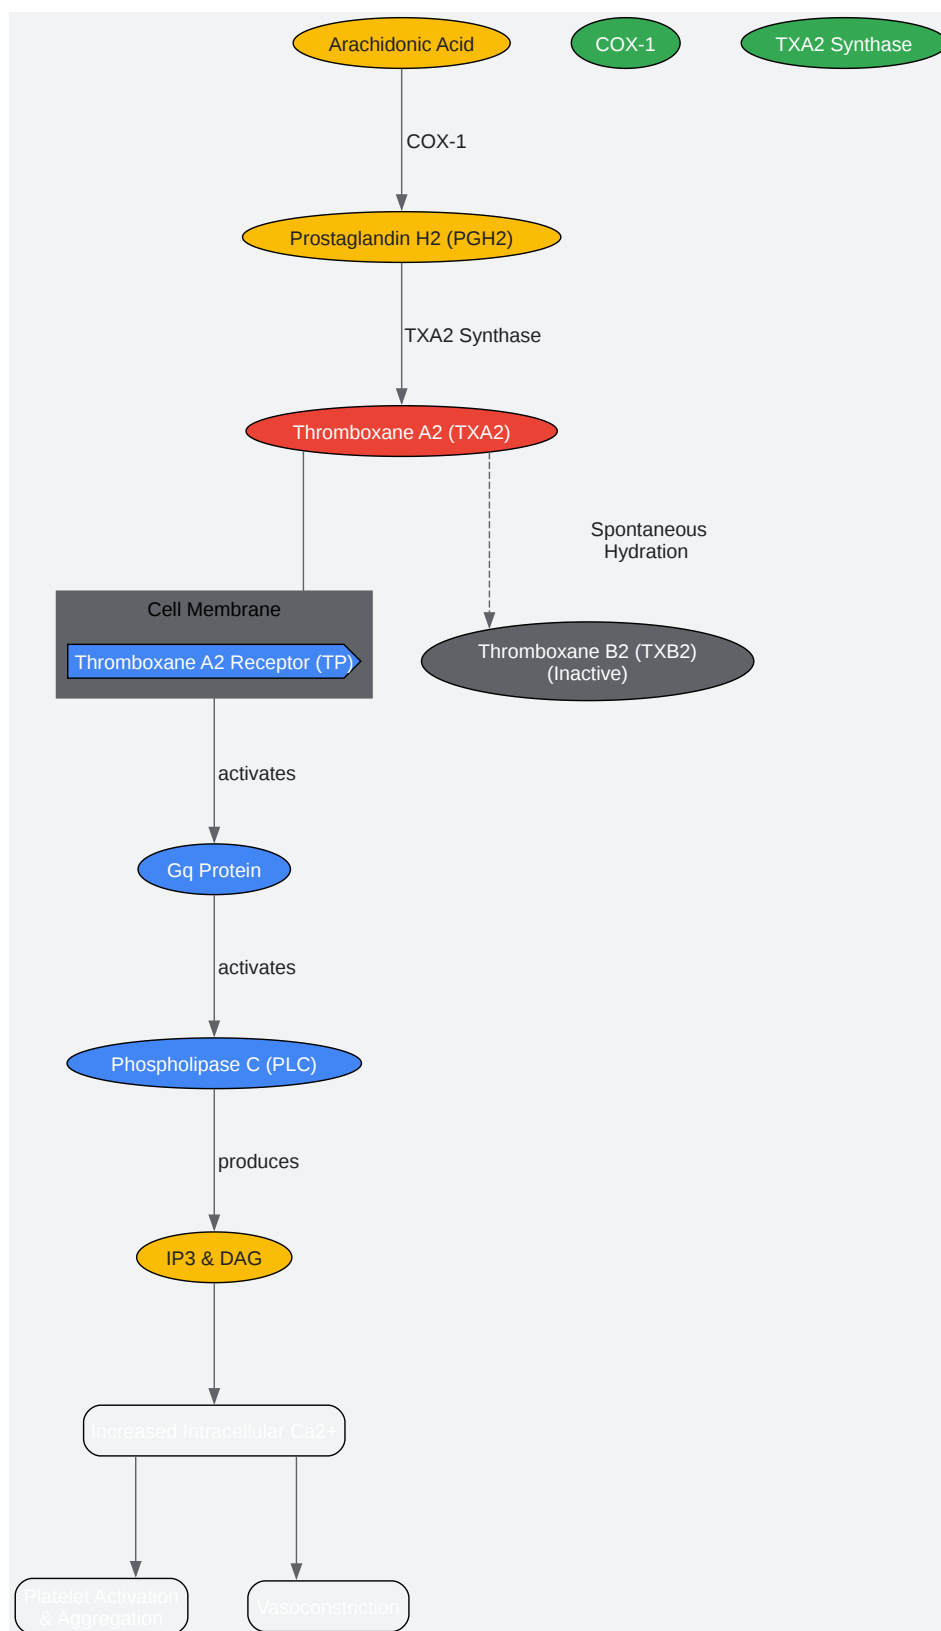 Arachidonic Acid
COX-1
TXA2 Synthase
COX-1
Prostaglandin H2 (PGH2)
TXA2 Synthase
Thromboxane A2 (TXA2)
Spontaneous
Hydration
Cell Membrane
Thromboxane A2 Receptor (TP)
Thromboxane B2 (TXB2)
(Inactive)
activates
Gq Protein
activates
Phospholipase C (PLC)
produces
IP3 & DAG
Increased Intracellular Ca2+
Platelet Activation
& Aggregation
Vasoconstriction